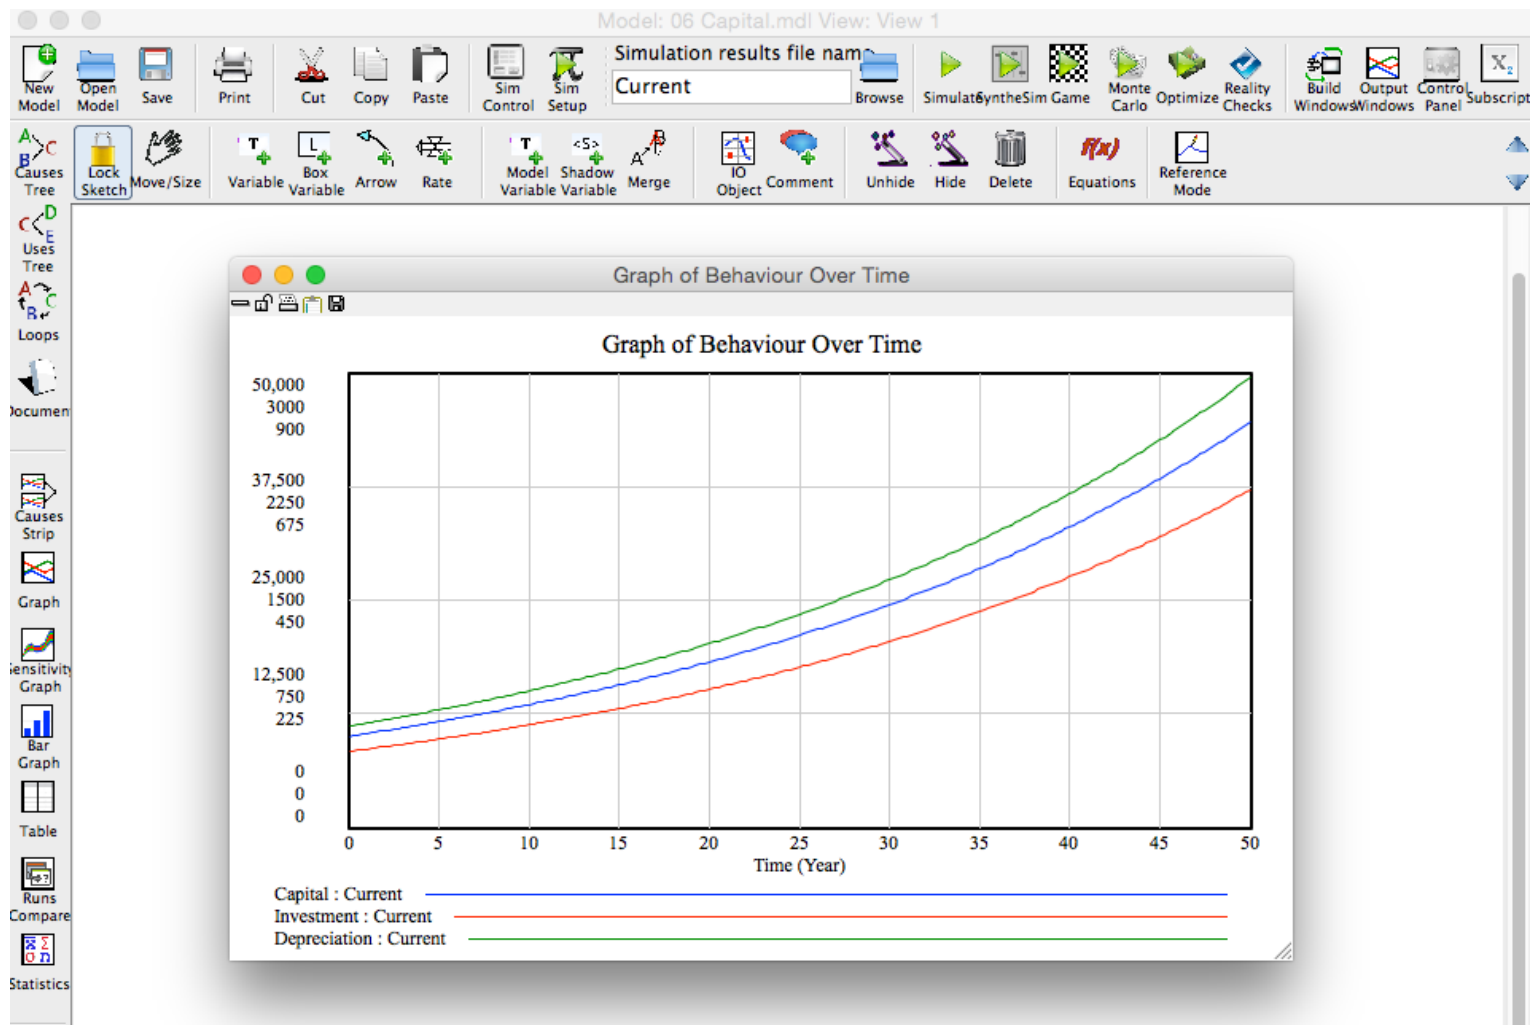 Model: 06 Capital.mdl View: View 1
Simulation results file name
Current
New Model
Open Model
Save
Print
Cut
Copy
Paste
Sim Control
Sim Setup
Browse
Simulate
SyntheSim
Game
Monte Carlo
Optimize
Reality Checks
Build Windows
Output Windows
Control Panel
Subscript
Causes Tree
Lock Sketch
Move/Size
Variable
Box Variable
Arrow
Rate
Model Variable
Shadow Variable
Merge
IO Object
Comment
Unhide
Hide
Delete
Equations
Reference Mode
Uses Tree
Loops
Documen
Causes Strip
Graph
Sensitivity Graph
Bar Graph
Table
Runs Compare
Statistics
Graph of Behaviour Over Time
Graph of Behaviour Over Time
50,000
3000
900
37,500
2250
675
25,000
1500
450
12,500
750
225
0
0
0
0 5 10 15 20 25 30 35 40 45 50
Time (Year)
Capital : Current
Investment : Current
Depreciation : Current